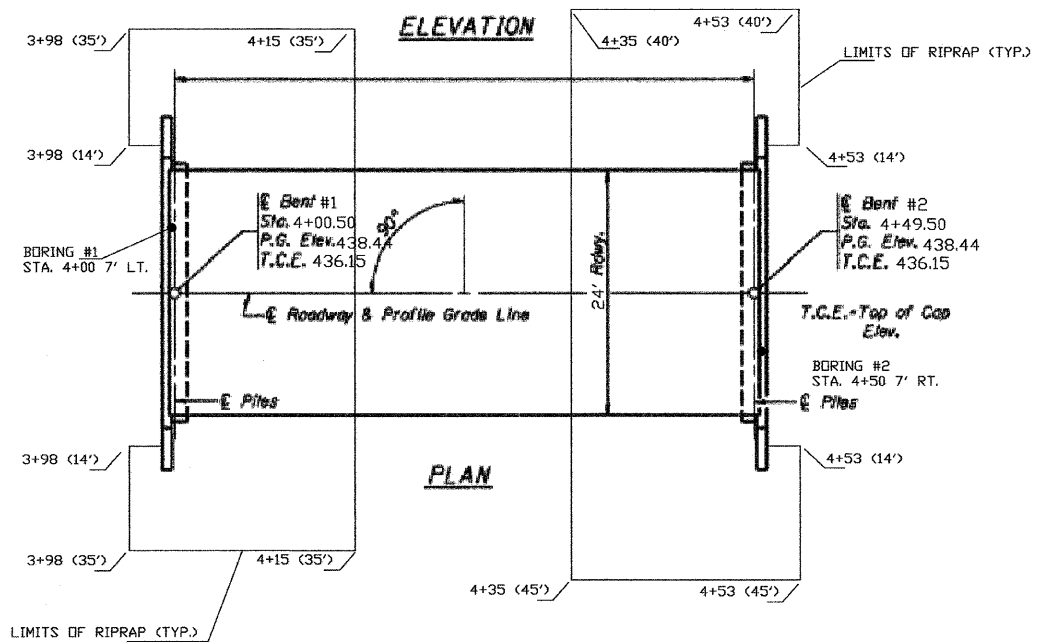 ELEVATION
3+98 (35')
4+15 (35')
4+35 (40')
4+53 (40')
LIMITS OF RIPRAP (TYP.)
3+98 (14')
4+53 (14')
℄ Bent #1
Sta. 4+00.50
P.G. Elev. 438.44
T.C.E. 436.15
90°
℄ Bent #2
Sta. 4+49.50
P.G. Elev. 438.44
T.C.E. 436.15
BORING #1
STA. 4+00 7' LT.
24' Rdwy.
℄ Roadway & Profile Grade Line
T.C.E.=Top of Cap
Elev.
BORING #2
STA. 4+50 7' RT.
℄ Piles
℄ Piles
3+98 (14')
4+53 (14')
PLAN
3+98 (35')
4+15 (35')
4+35 (45')
4+53 (45')
LIMITS OF RIPRAP (TYP.)